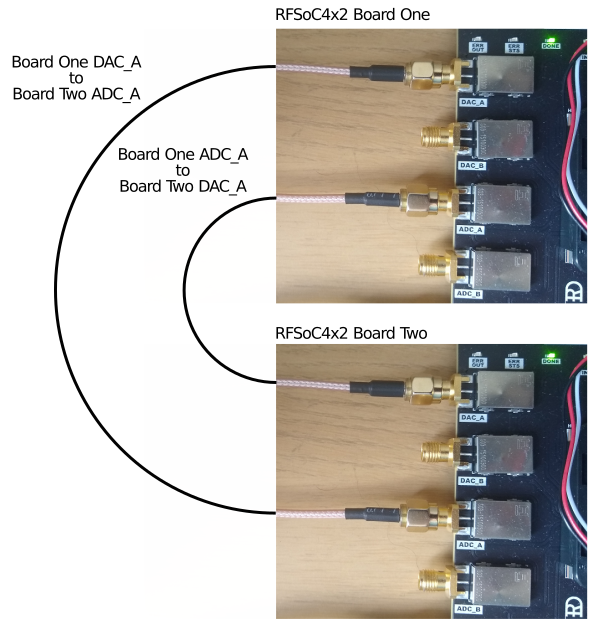 RFSoC4x2 Board One
Board One DAC_A
to
Board Two ADC_A
Board One ADC_A
to
Board Two DAC_A
ERR
OUT
ERR
STS
DONE
DAC_A
DAC_B
ADC_A
ADC_B
RFSoC4x2 Board Two
ERR
OUT
ERR
STS
DONE
DAC_A
DAC_B
ADC_A
ADC_B